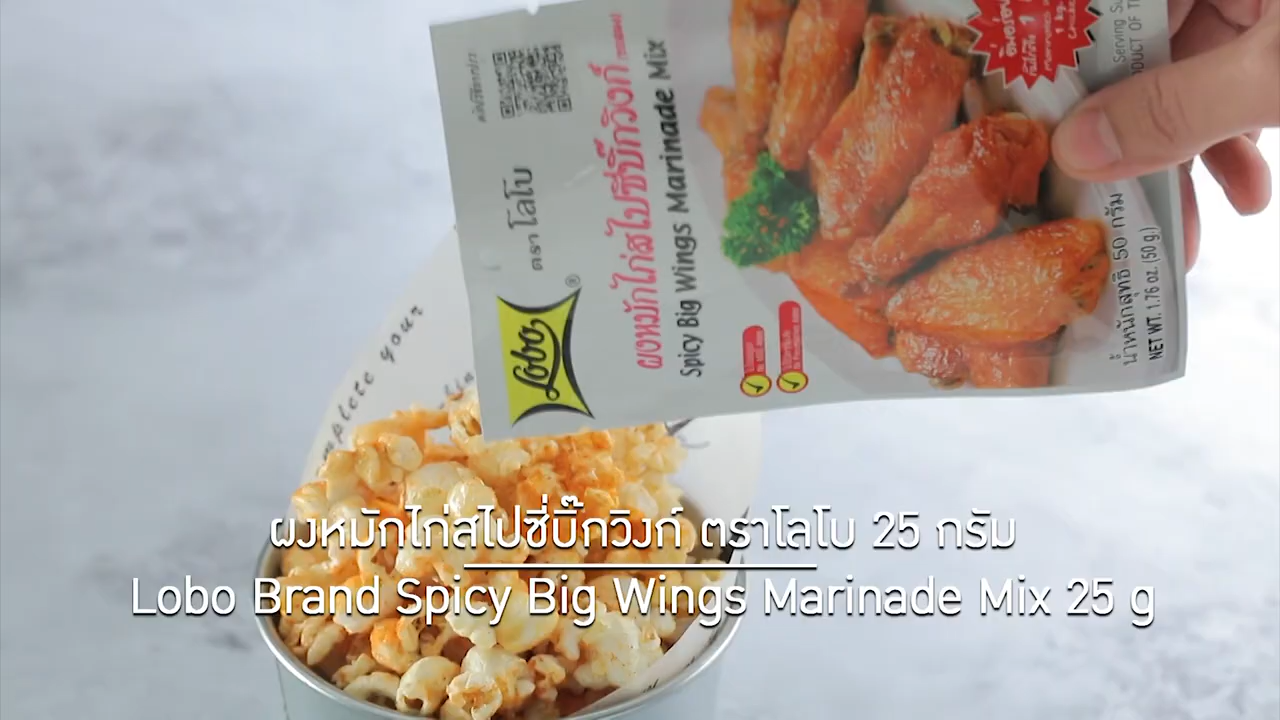 ตรา โลโบ
Lobo
®
ผงหมักไก่สไปซี่บิ๊กวิงก์
Spicy Big Wings Marinade Mix
น้ำหนักสุทธิ 50 กรัม
NET WT. 1.76 oz. (50 g.)
mplete your
ผงหมักไก่สไปซี่บิ๊กวิงก์ ตราโลโบ 25 กรัม
Lobo Brand Spicy Big Wings Marinade Mix 25 g